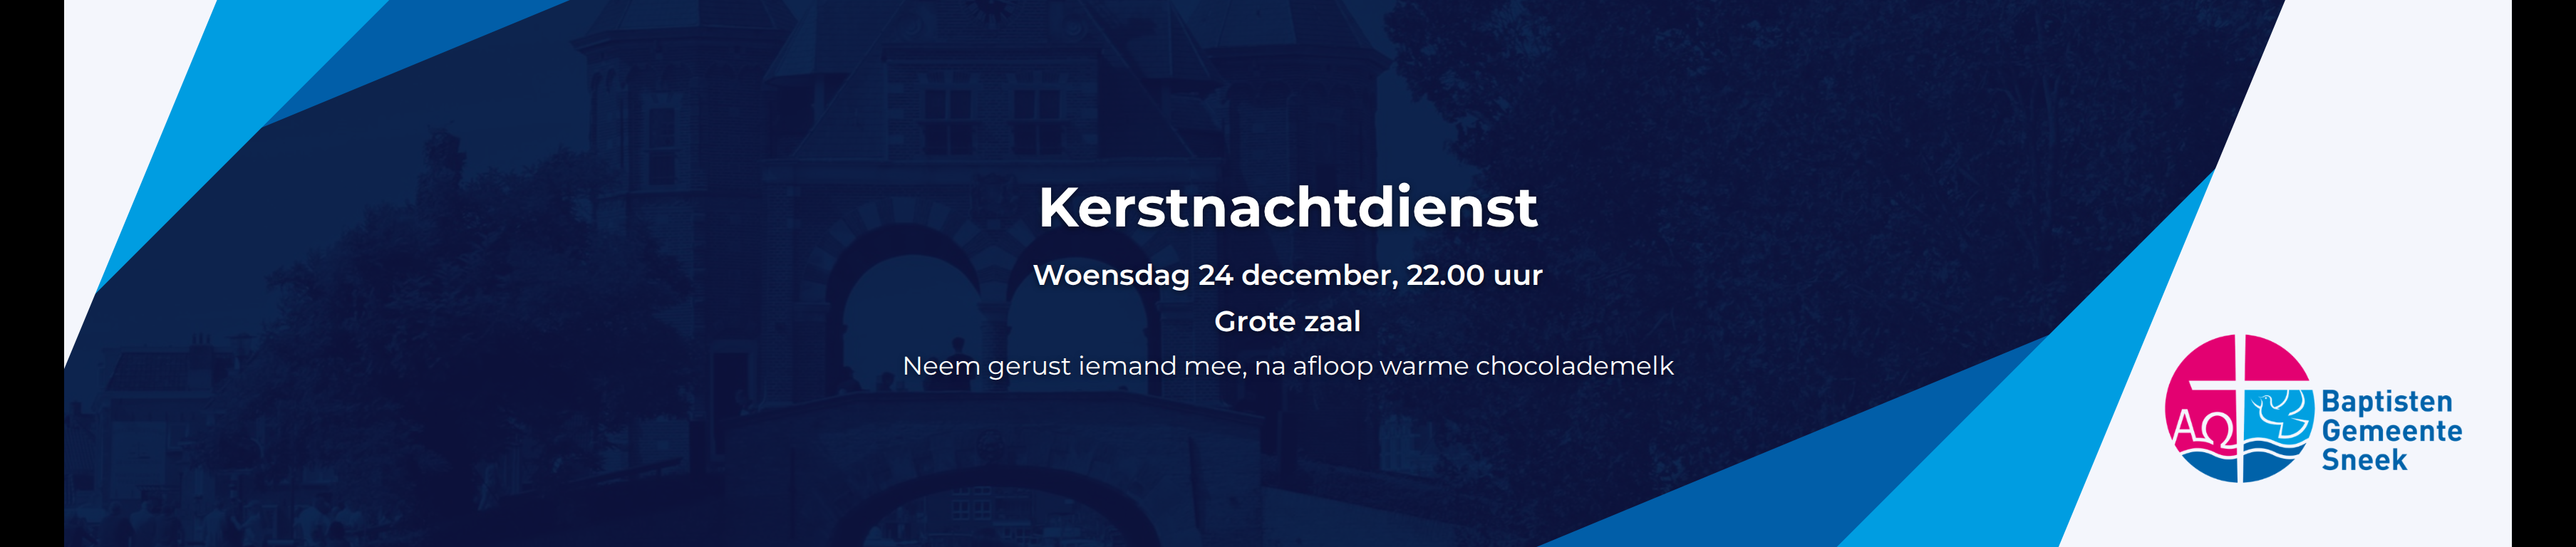 Kerstnachtdienst
Woensdag 24 december, 22.00 uur
Grote zaal
Neem gerust iemand mee, na afloop warme chocolademelk
ΑΩ
Baptisten
Gemeente
Sneek